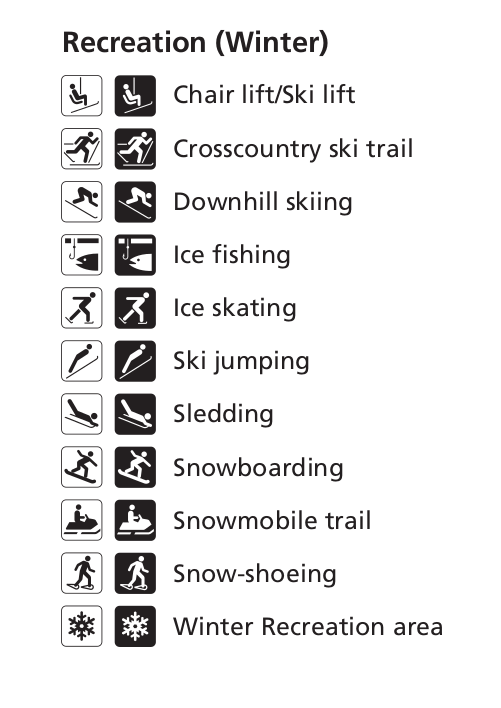 Recreation (Winter)
Chair lift/Ski lift
Crosscountry ski trail
Downhill skiing
Ice fishing
Ice skating
Ski jumping
Sledding
Snowboarding
Snowmobile trail
Snow-shoeing
Winter Recreation area